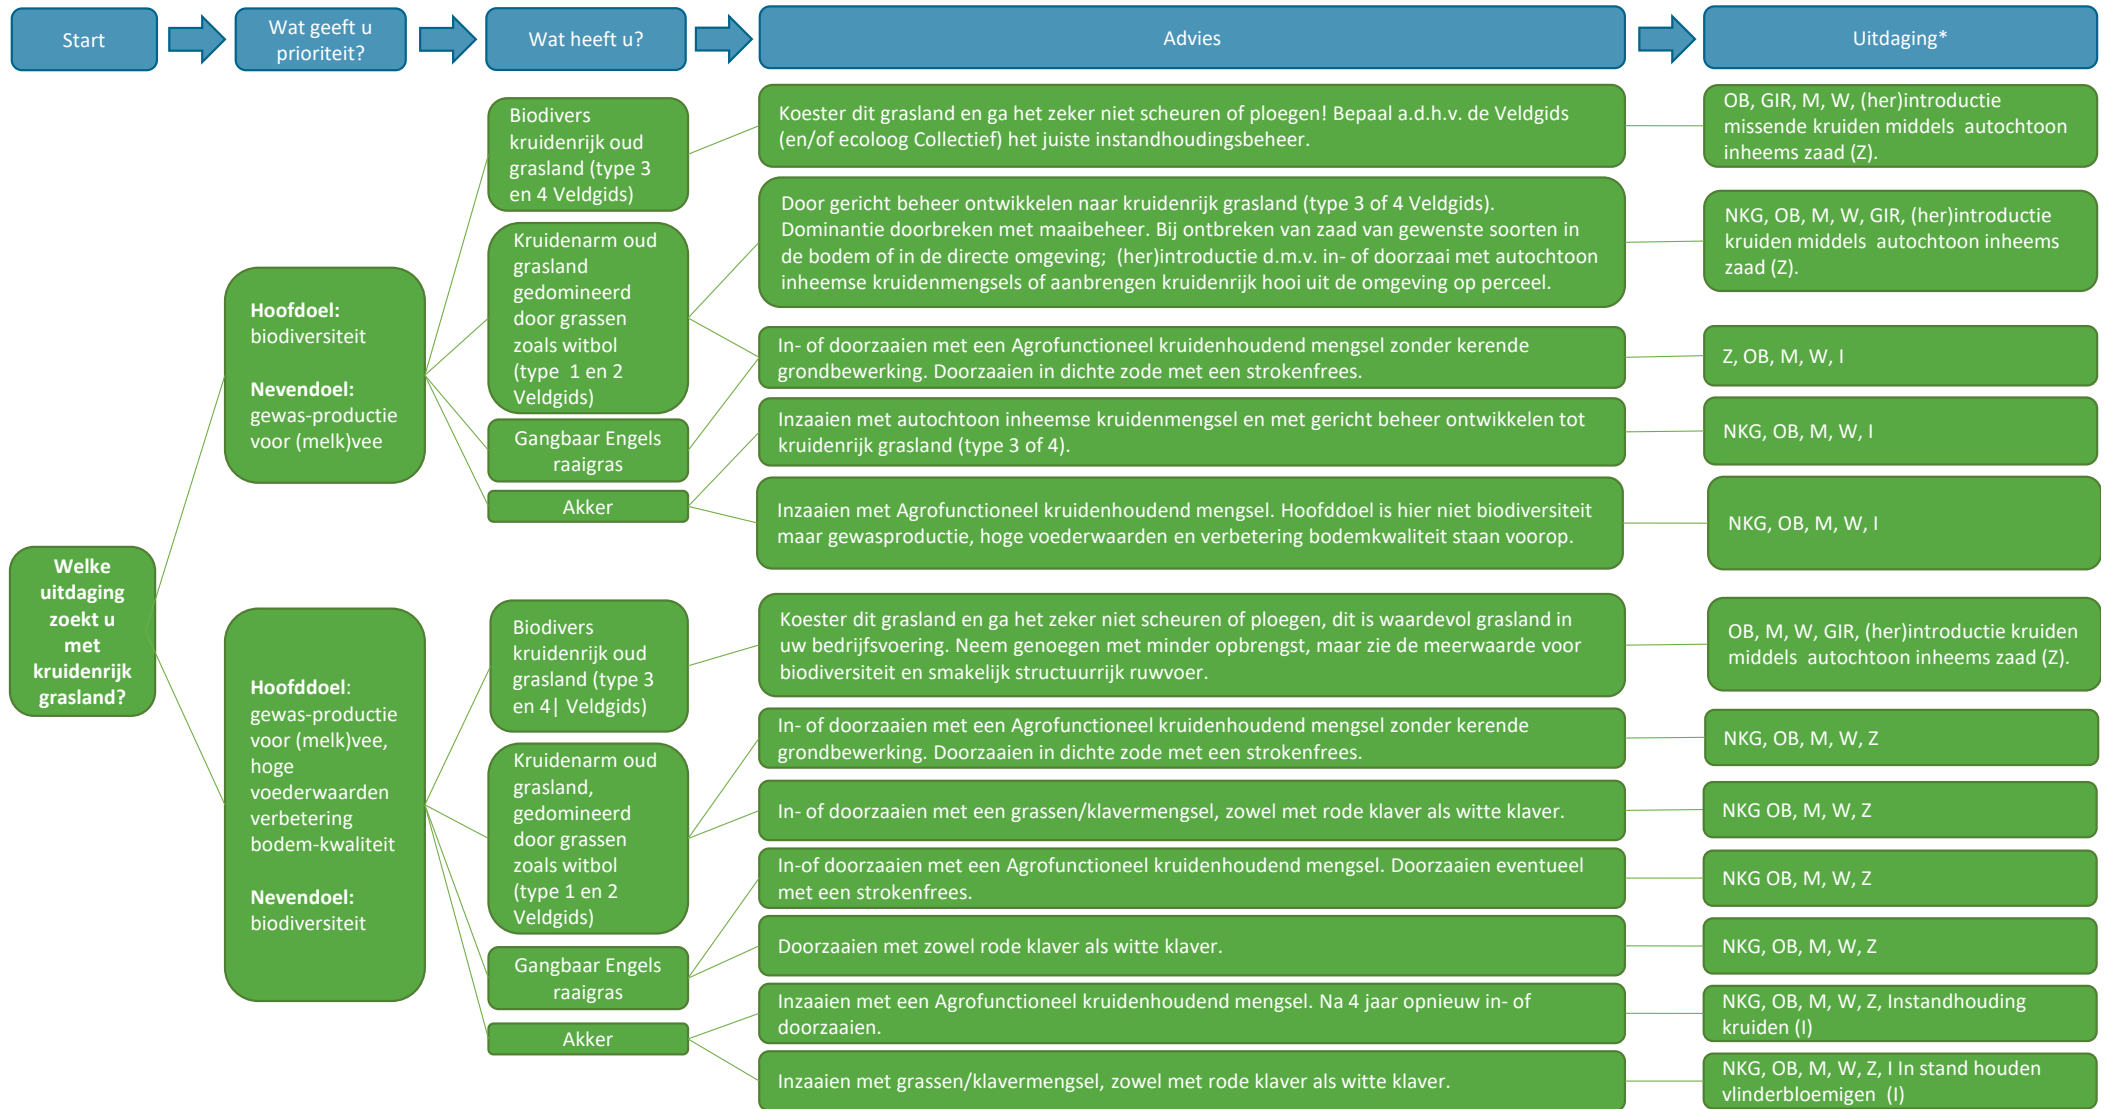 Start
Wat geeft u
prioriteit?
Wat heeft u?
Advies
Uitdaging*
Welke
uitdaging
zoekt u
met
kruidenrijk
grasland?
Hoofdoel:
biodiversiteit
Nevendoel:
gewas-productie
voor (melk)vee
Biodivers
kruidenrijk oud
grasland (type 3
en 4 Veldgids)
Koester dit grasland en ga het zeker niet scheuren of ploegen! Bepaal a.d.h.v. de Veldgids
(en/of ecoloog Collectief) het juiste instandhoudingsbeheer.
OB, GIR, M, W, (her)introductie
missende kruiden middels  autochtoon
inheems zaad (Z).
Kruidenarm oud
grasland
gedomineerd
door grassen
zoals witbol
(type  1 en 2
Veldgids)
Door gericht beheer ontwikkelen naar kruidenrijk grasland (type 3 of 4 Veldgids).
Dominantie doorbreken met maaibeheer. Bij ontbreken van zaad van gewenste soorten in
de bodem of in de directe omgeving;  (her)introductie d.m.v. in- of doorzaai met autochtoon
inheemse kruidenmengsels of aanbrengen kruidenrijk hooi uit de omgeving op perceel.
NKG, OB, M, W, GIR, (her)introductie
kruiden middels  autochtoon inheems
zaad (Z).
In- of doorzaaien met een Agrofunctioneel kruidenhoudend mengsel zonder kerende
grondbewerking. Doorzaaien in dichte zode met een strokenfrees.
Z, OB, M, W, I
Gangbaar Engels
raaigras
Akker
Inzaaien met autochtoon inheemse kruidenmengsel en met gericht beheer ontwikkelen tot
kruidenrijk grasland (type 3 of 4).
NKG, OB, M, W, I
Inzaaien met Agrofunctioneel kruidenhoudend mengsel. Hoofddoel is hier niet biodiversiteit
maar gewasproductie, hoge voederwaarden en verbetering bodemkwaliteit staan voorop.
NKG, OB, M, W, I
Hoofddoel:
gewas-productie
voor (melk)vee,
hoge
voederwaarden
verbetering
bodem-kwaliteit
Nevendoel:
biodiversiteit
Biodivers
kruidenrijk oud
grasland (type 3
en 4| Veldgids)
Koester dit grasland en ga het zeker niet scheuren of ploegen, dit is waardevol grasland in
uw bedrijfsvoering. Neem genoegen met minder opbrengst, maar zie de meerwaarde voor
biodiversiteit en smakelijk structuurrijk ruwvoer.
OB, M, W, GIR, (her)introductie kruiden
middels  autochtoon inheems zaad (Z).
Kruidenarm oud
grasland,
gedomineerd
door grassen
zoals witbol
(type 1 en 2
Veldgids)
In- of doorzaaien met een Agrofunctioneel kruidenhoudend mengsel zonder kerende
grondbewerking. Doorzaaien in dichte zode met een strokenfrees.
NKG, OB, M, W, Z
In- of doorzaaien met een grassen/klavermengsel, zowel met rode klaver als witte klaver.
NKG OB, M, W, Z
Gangbaar Engels
raaigras
In-of doorzaaien met een Agrofunctioneel kruidenhoudend mengsel. Doorzaaien eventueel
met een strokenfrees.
NKG OB, M, W, Z
Doorzaaien met zowel rode klaver als witte klaver.
NKG, OB, M, W, Z
Akker
Inzaaien met een Agrofunctioneel kruidenhoudend mengsel. Na 4 jaar opnieuw in- of
doorzaaien.
NKG, OB, M, W, Z, Instandhouding
kruiden (I)
Inzaaien met grassen/klavermengsel, zowel met rode klaver als witte klaver.
NKG, OB, M, W, Z, I In stand houden
vlinderbloemigen  (I)